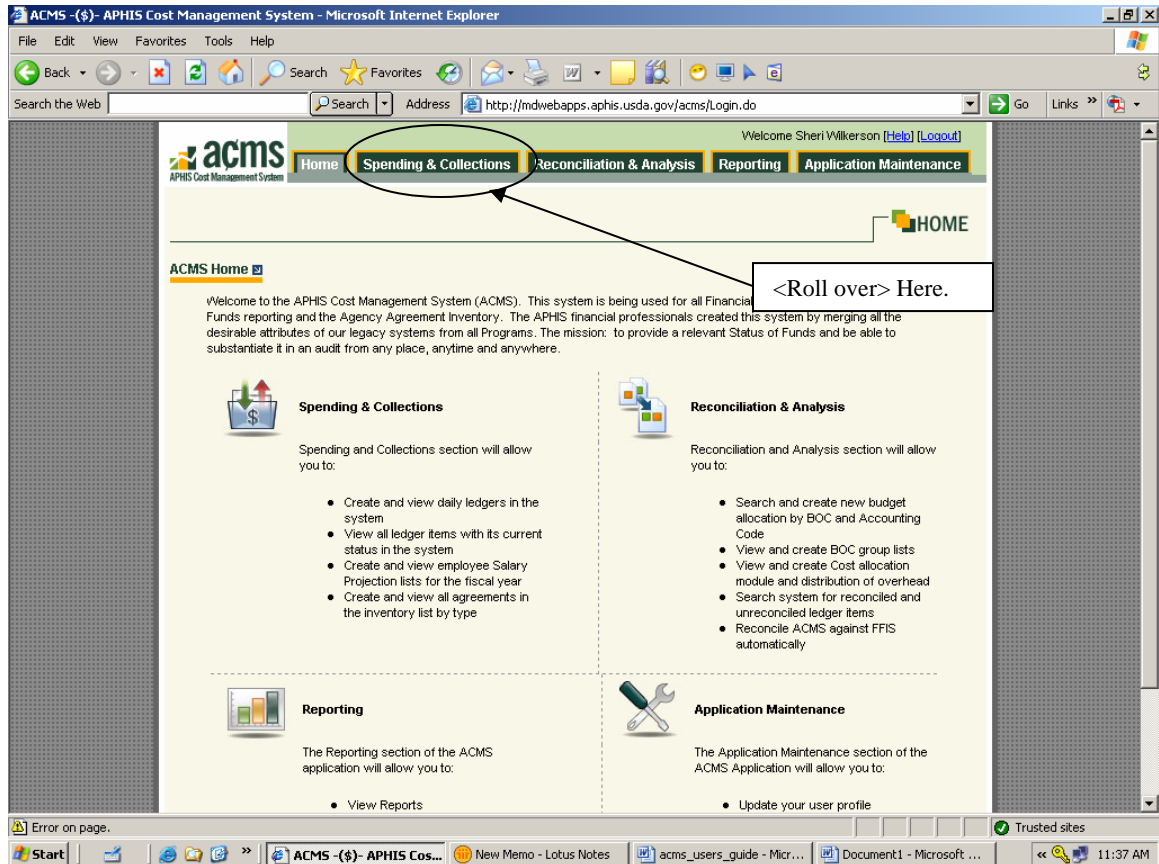 ACMS -($)- APHIS Cost Management System - Microsoft Internet Explorer
File Edit View Favorites Tools Help
Back Search Favorites
Search the Web Search Address http://mdwebapps.aphis.usda.gov/acms/Login.do Go Links »
Welcome Sheri Wilkerson [Help] [Logout]
acms
APHIS Cost Management System
Home Spending & Collections Reconciliation & Analysis Reporting Application Maintenance
HOME
ACMS Home
<Roll over> Here.
Welcome to the APHIS Cost Management System (ACMS). This system is being used for all Financial
Funds reporting and the Agency Agreement Inventory. The APHIS financial professionals created this system by merging all the
desirable attributes of our legacy systems from all Programs. The mission: to provide a relevant Status of Funds and be able to
substantiate it in an audit from any place, anytime and anywhere.
Spending & Collections
Spending and Collections section will allow
you to:
• Create and view daily ledgers in the
system
• View all ledger items with its current
status in the system
• Create and view employee Salary
Projection lists for the fiscal year
• Create and view all agreements in
the inventory list by type
Reconciliation & Analysis
Reconciliation and Analysis section will allow
you to:
• Search and create new budget
allocation by BOC and Accounting
Code
• View and create BOC group lists
• View and create Cost allocation
module and distribution of overhead
• Search system for reconciled and
unreconciled ledger items
• Reconcile ACMS against FFIS
automatically
Reporting
The Reporting section of the ACMS
application will allow you to:
• View Reports
Application Maintenance
The Application Maintenance section of the
ACMS Application will allow you to:
• Update your user profile
Error on page. Trusted sites
Start » ACMS -($)- APHIS Cos... New Memo - Lotus Notes acms_users_guide - Micr... Document1 - Microsoft ... « 11:37 AM